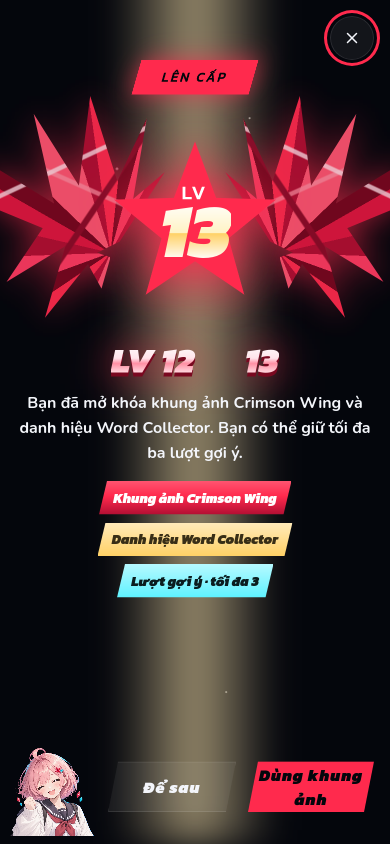 LÊN CẤP
LV
13
LV 12 13
Bạn đã mở khóa khung ảnh Crimson Wing và
danh hiệu Word Collector. Bạn có thể giữ tối đa
ba lượt gợi ý.
Khung ảnh Crimson Wing
Danh hiệu Word Collector
Lượt gợi ý · tối đa 3
Để sau
Dùng khung
ảnh